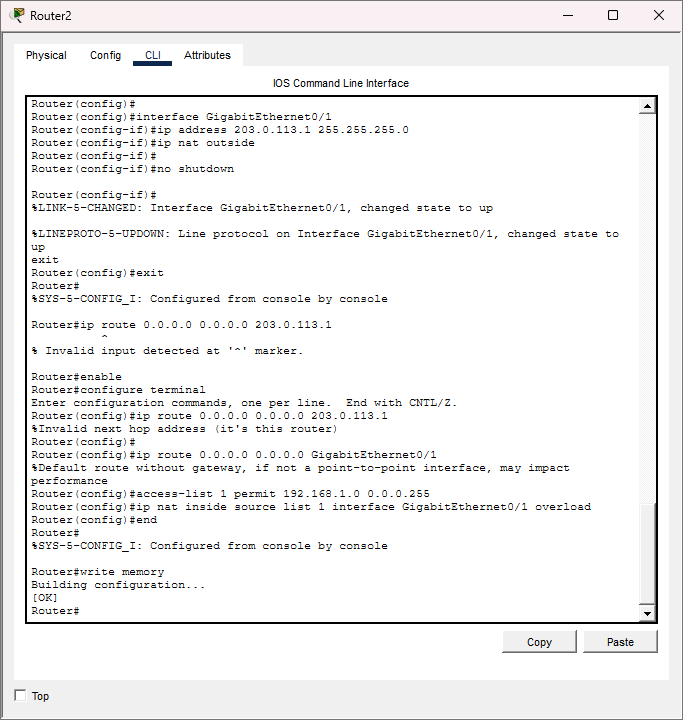 Router2
Physical Config CLI Attributes
IOS Command Line Interface
Router(config)#
Router(config)#interface GigabitEthernet0/1
Router(config-if)#ip address 203.0.113.1 255.255.255.0
Router(config-if)#ip nat outside
Router(config-if)#
Router(config-if)#no shutdown
Router(config-if)#
%LINK-5-CHANGED: Interface GigabitEthernet0/1, changed state to up
%LINEPROTO-5-UPDOWN: Line protocol on Interface GigabitEthernet0/1, changed state to
up
exit
Router(config)#exit
Router#
%SYS-5-CONFIG_I: Configured from console by console
Router#ip route 0.0.0.0 0.0.0.0 203.0.113.1
^
% Invalid input detected at '^' marker.
Router#enable
Router#configure terminal
Enter configuration commands, one per line.  End with CNTL/Z.
Router(config)#ip route 0.0.0.0 0.0.0.0 203.0.113.1
%Invalid next hop address (it's this router)
Router(config)#
Router(config)#ip route 0.0.0.0 0.0.0.0 GigabitEthernet0/1
%Default route without gateway, if not a point-to-point interface, may impact
performance
Router(config)#access-list 1 permit 192.168.1.0 0.0.0.255
Router(config)#ip nat inside source list 1 interface GigabitEthernet0/1 overload
Router(config)#end
Router#
%SYS-5-CONFIG_I: Configured from console by console
Router#write memory
Building configuration...
[OK]
Router#
Copy Paste
Top